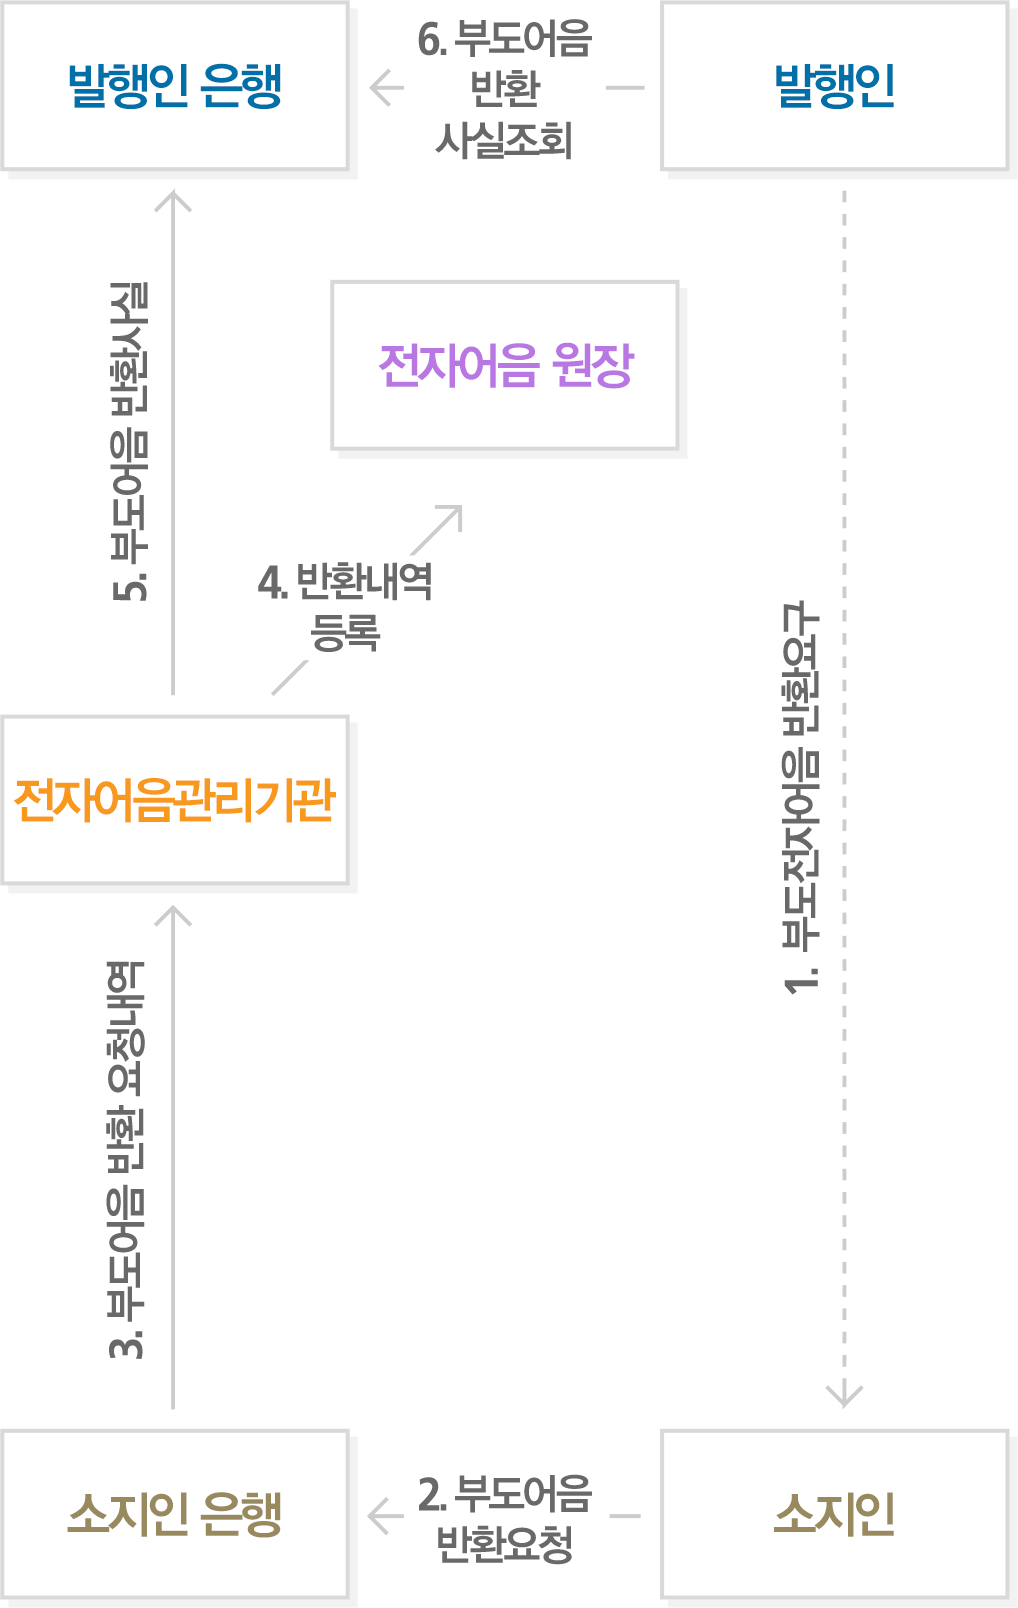 발행인 은행
6. 부도어음
반환
사실조회
발행인
5. 부도어음 반환사실
전자어음 원장
4. 반환내역
등록
1. 부도전자어음 반환요구
전자어음관리기관
3. 부도어음 반환 요청내역
소지인 은행
2. 부도어음
반환요청
소지인